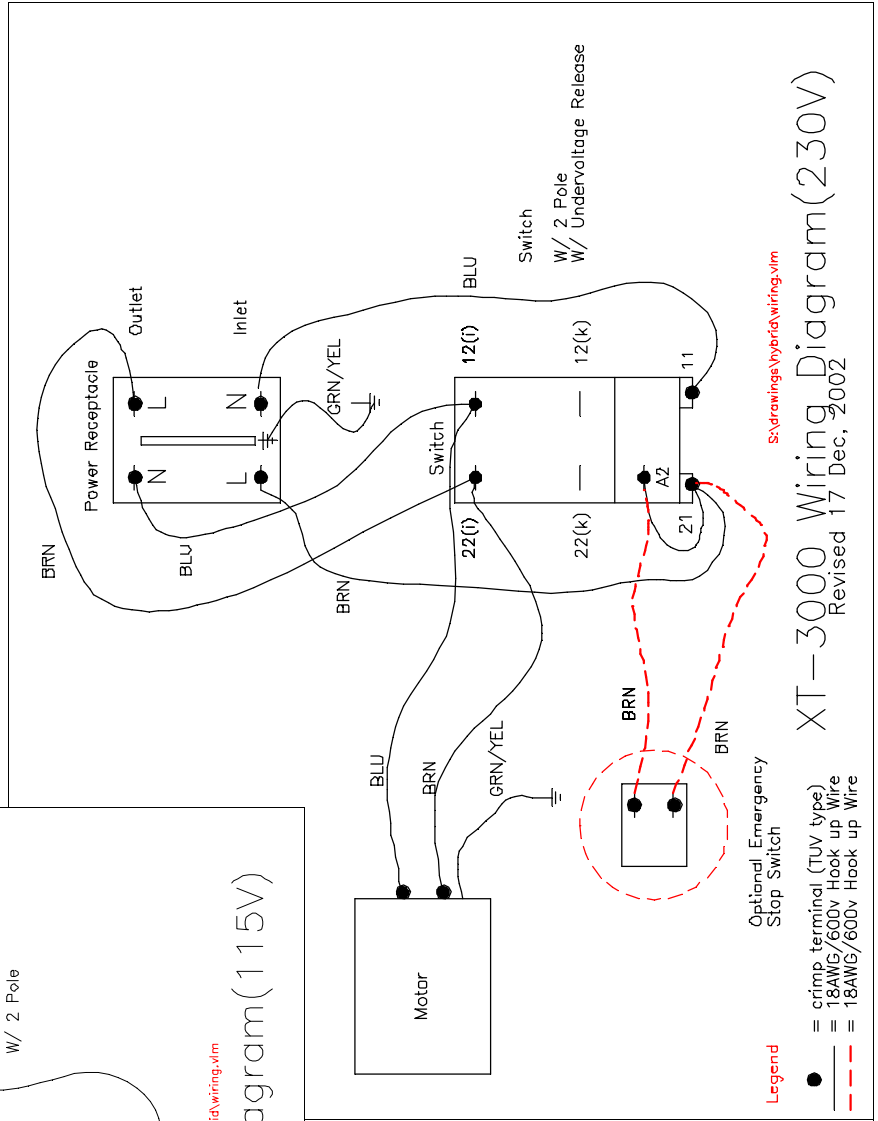 Power Receptacle
Outlet
Inlet
L
N
N
L
BRN
BLU
BRN
GRN/YEL
BLU
Switch
W/ 2 Pole
W/ Undervoltage Release
Switch
12(i)
12(k)
11
22(i)
22(k)
21
A2
BLU
BRN
GRN/YEL
BRN
BRN
Motor
Optional Emergency
Stop Switch
Legend
= crimp terminal (TUV type)
= 18AWG/600v Hook up Wire
= 18AWG/600v Hook up Wire
S:\drawings\hybrid\wiring.vlm
XT-3000 Wiring Diagram(230V)
Revised 17 Dec, 2002
W/ 2 Pole
id\wiring.vlm
agram(115V)